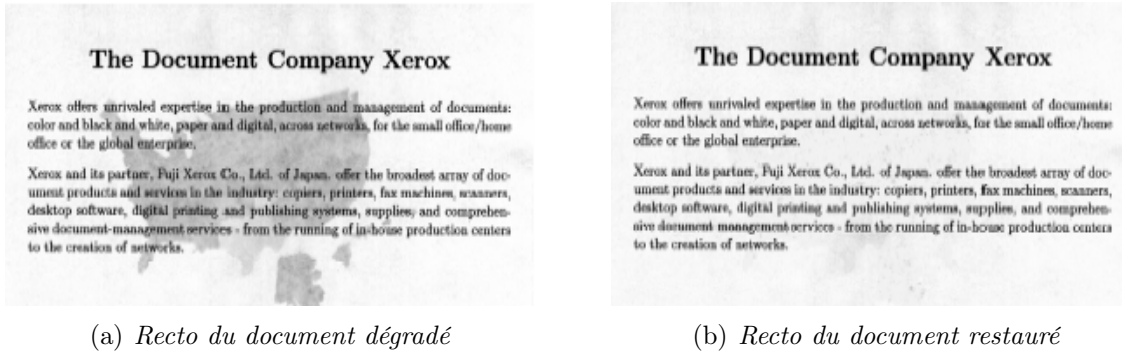 The Document Company Xerox
Xerox offers unrivaled expertise in the production and management of documents:
color and black and white, paper and digital, across networks, for the small office/home
office or the global enterprise.
Xerox and its partner, Fuji Xerox Co., Ltd. of Japan. offer the broadest array of doc-
ument products and services in the industry: copiers, printers, fax machines, scanners,
desktop software, digital printing and publishing systems, supplies, and comprehen-
sive document-management services - from the running of in-house production centers
to the creation of networks.
(a) Recto du document dégradé
The Document Company Xerox
Xerox offers unrivaled expertise in the production and management of documents:
color and black and white, paper and digital, across networks, for the small office/home
office or the global enterprise.
Xerox and its partner, Fuji Xerox Co., Ltd. of Japan. offer the broadest array of doc-
ument products and services in the industry: copiers, printers, fax machines, scanners,
desktop software, digital printing and publishing systems, supplies, and comprehen-
sive document management services - from the running of in-house production centers
to the creation of networks.
(b) Recto du document restauré